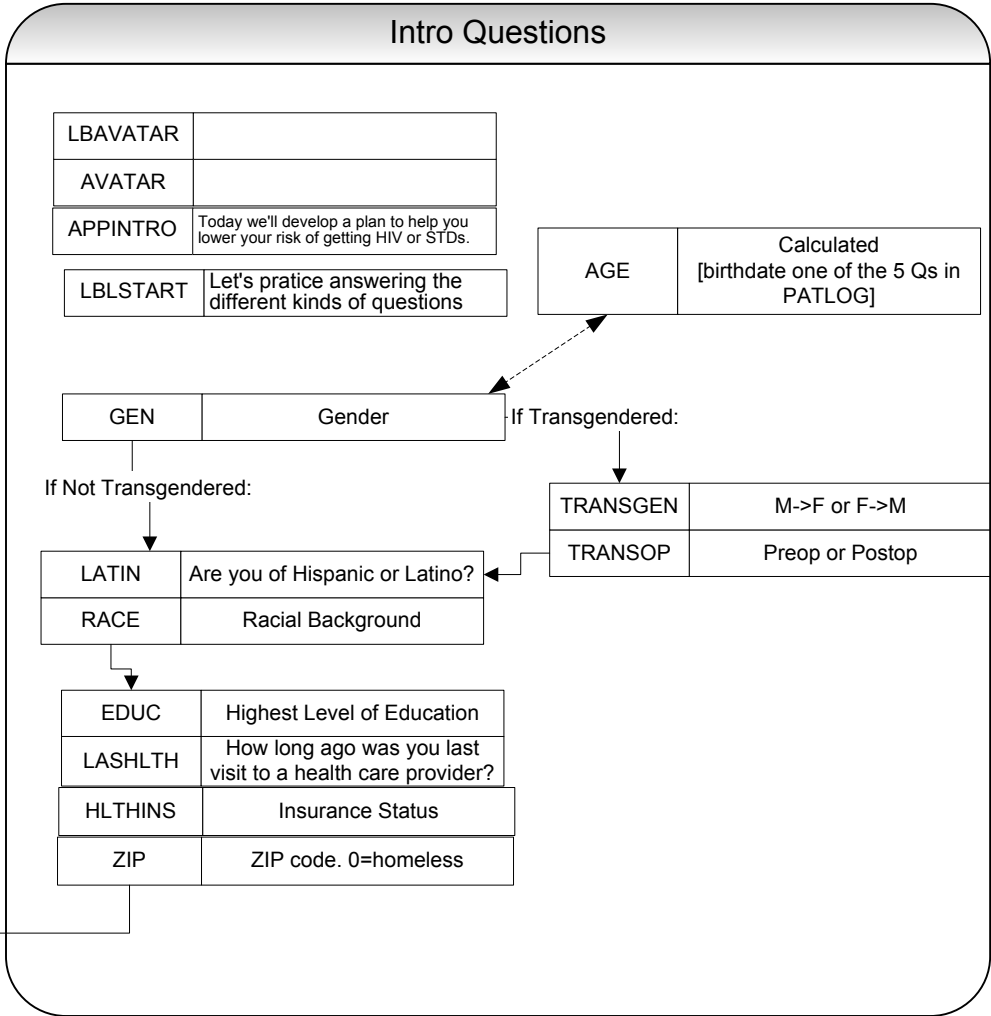 Intro Questions
LBAVATAR
AVATAR
APPINTRO
Today we'll develop a plan to help you
lower your risk of getting HIV or STDs.
LBLSTART
Let's pratice answering the
different kinds of questions
AGE
Calculated
[birthdate one of the 5 Qs in
PATLOG]
GEN
Gender
If Transgendered:
If Not Transgendered:
TRANSGEN
M->F or F->M
TRANSOP
Preop or Postop
LATIN
Are you of Hispanic or Latino?
RACE
Racial Background
EDUC
Highest Level of Education
LASHLTH
How long ago was you last
visit to a health care provider?
HLTHINS
Insurance Status
ZIP
ZIP code. 0=homeless